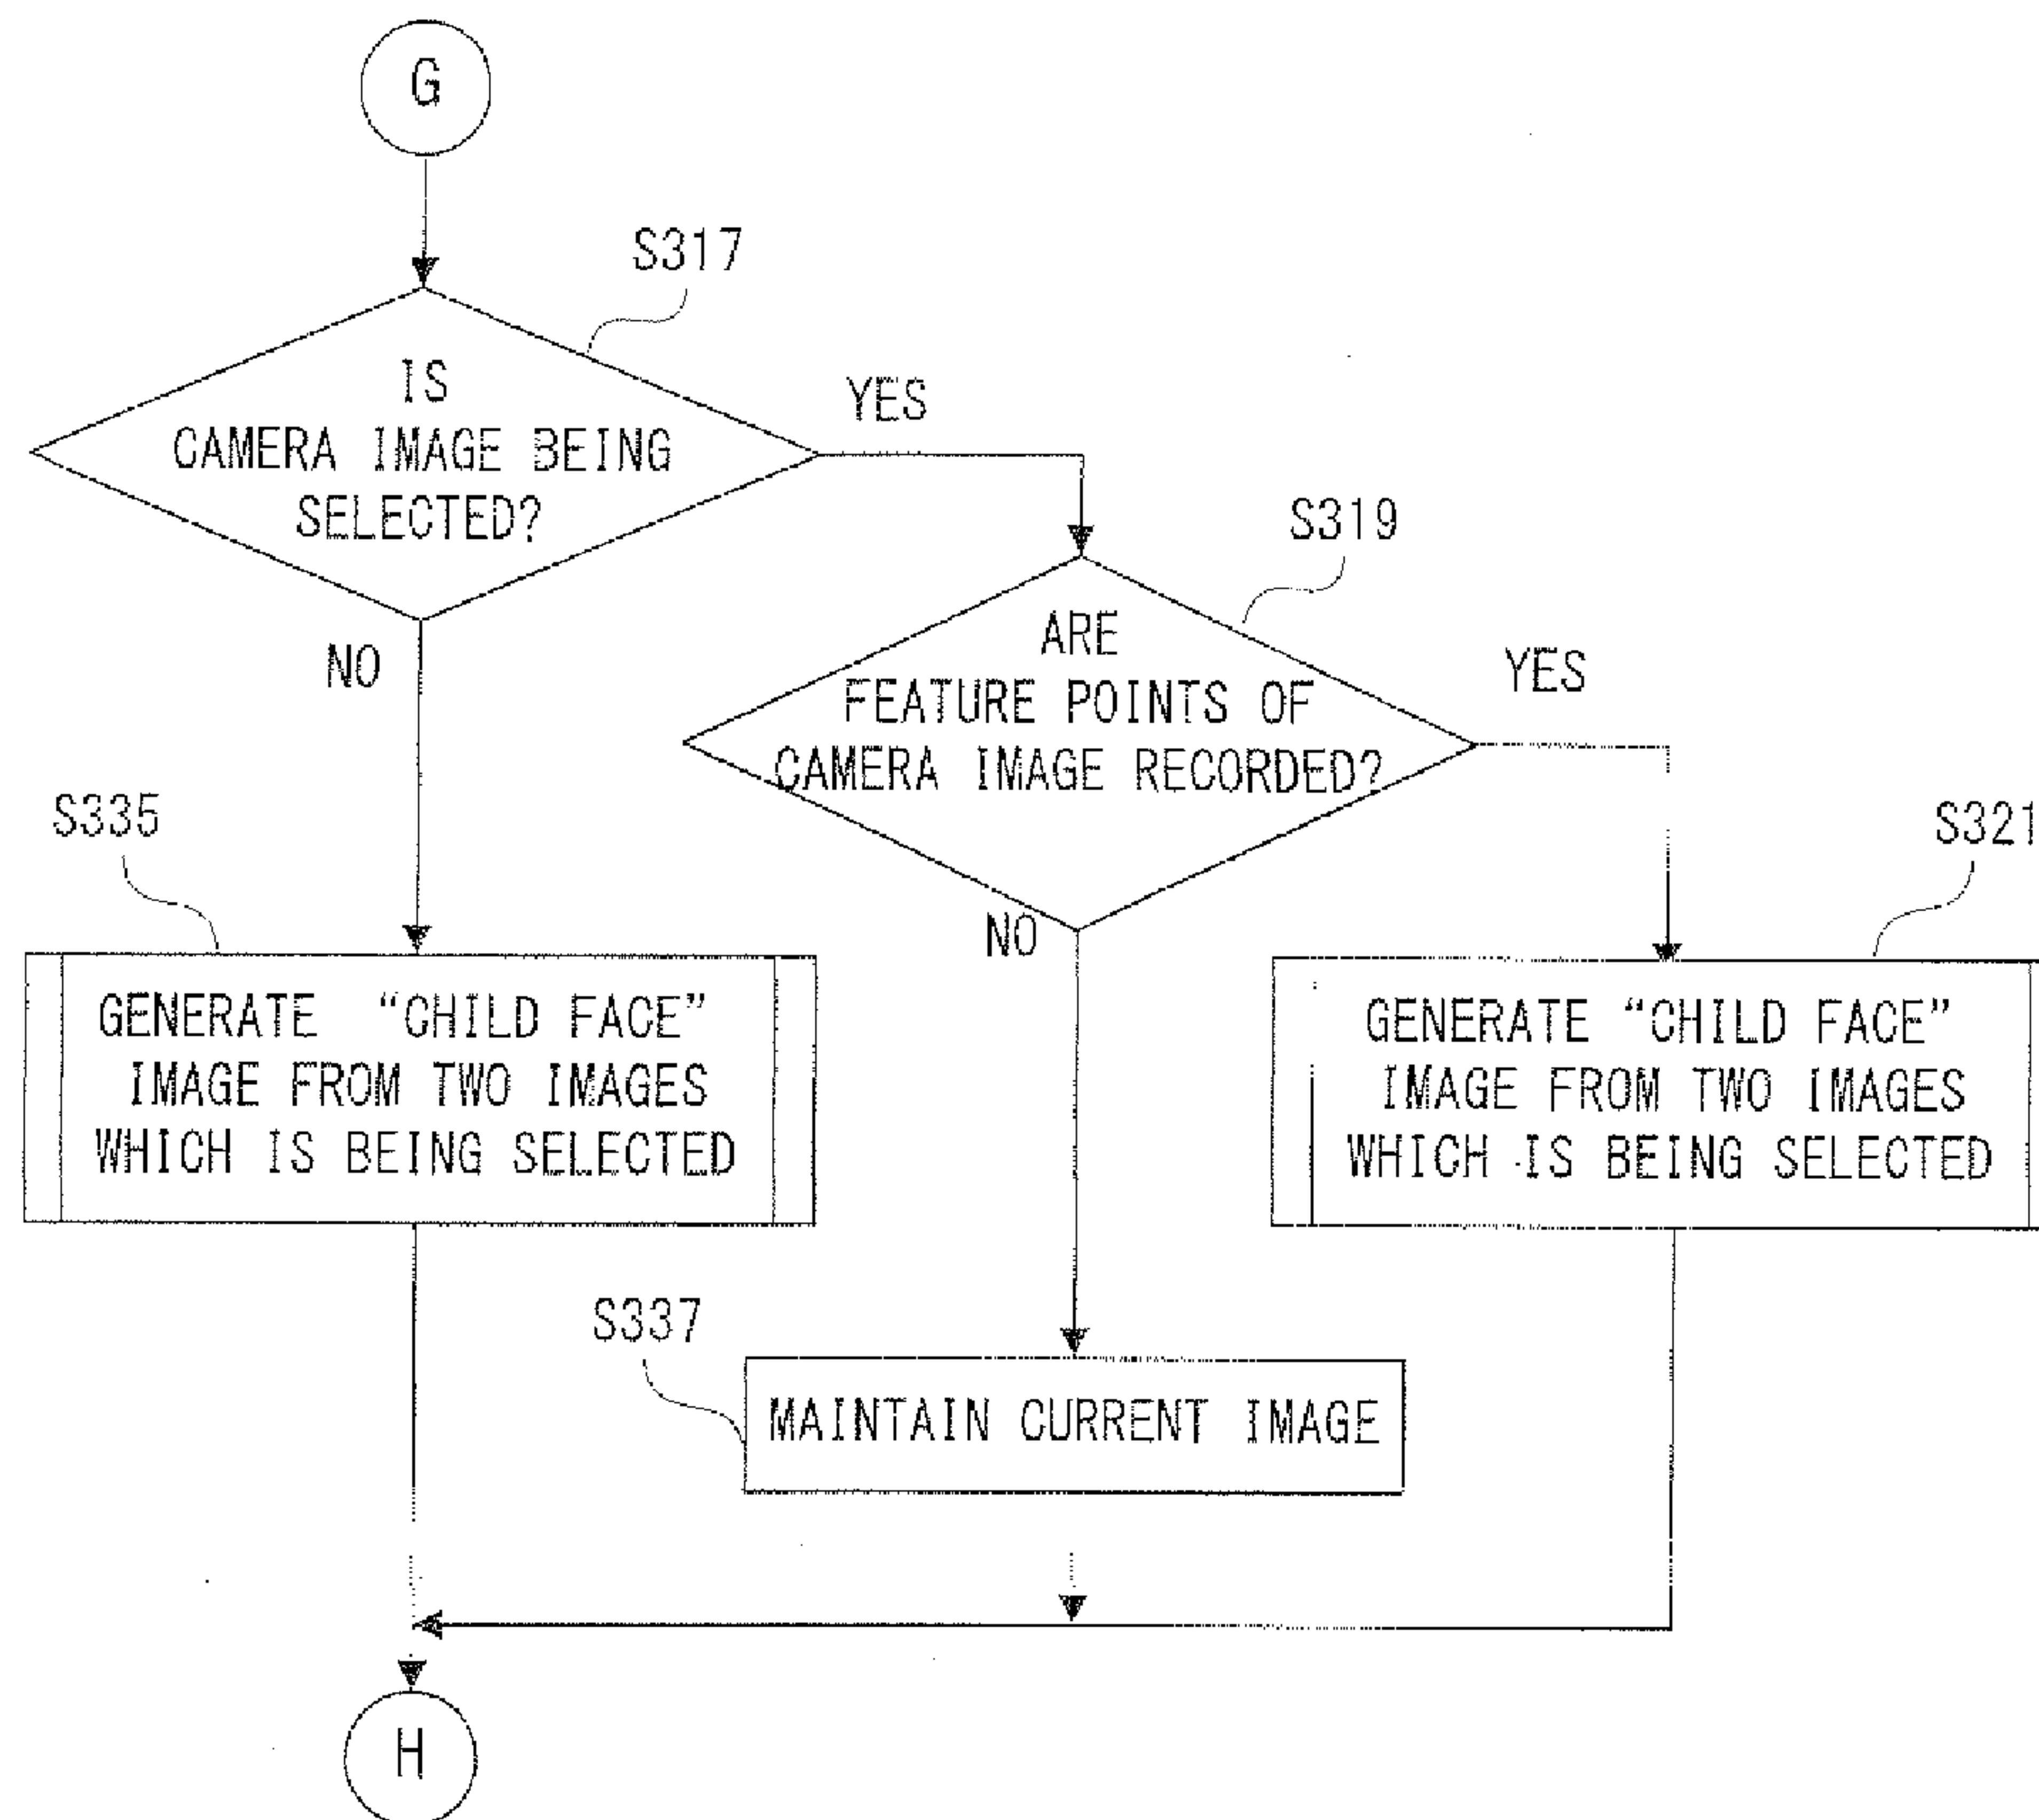 G
S317
IS
CAMERA IMAGE BEING
SELECTED?
YES
NO
S319
ARE
FEATURE POINTS OF
CAMERA IMAGE RECORDED?
YES
NO
S335
GENERATE “CHILD FACE”
IMAGE FROM TWO IMAGES
WHICH IS BEING SELECTED
S321
GENERATE “CHILD FACE”
IMAGE FROM TWO IMAGES
WHICH IS BEING SELECTED
S337
MAINTAIN CURRENT IMAGE
H